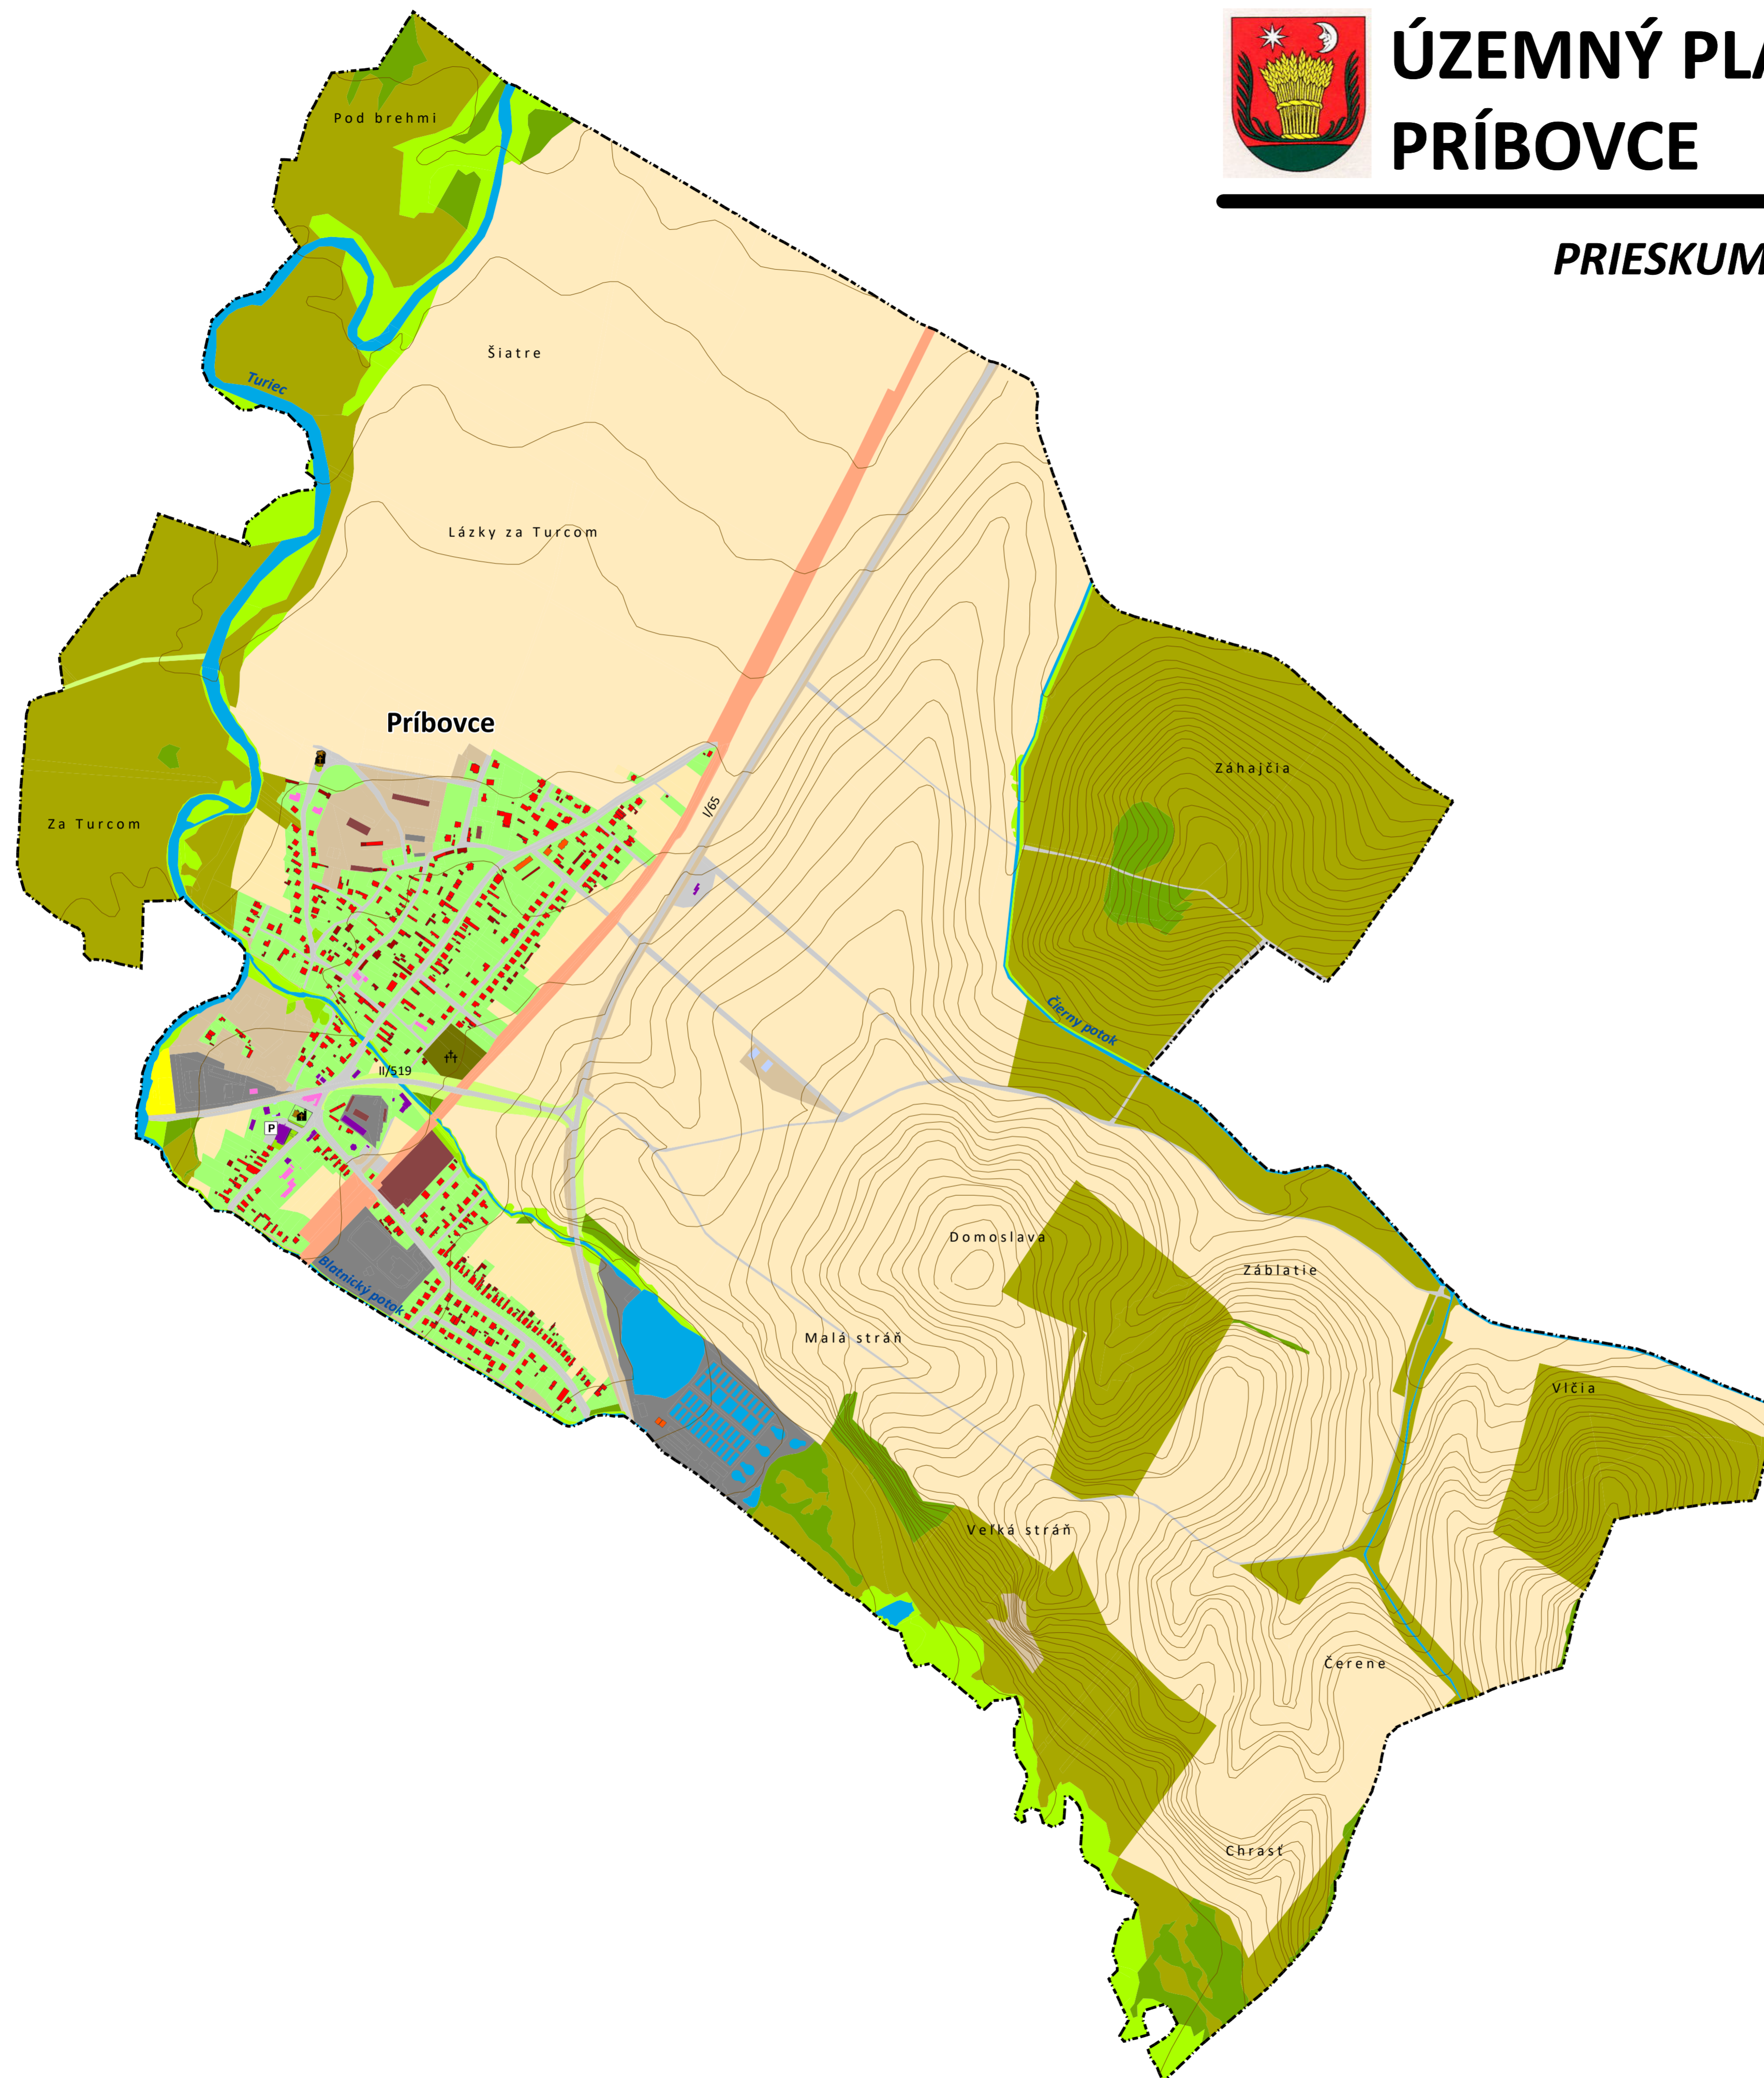 ÚZEMNÝ PLA
PRÍBOVCE
PRIESKUM
Pod brehmi
Šiatre
Turiec
Lázky za Turcom
Príbovce
Záhajčia
I/65
Za Turcom
Čierny potok
II/519
P
Domoslava
Záblatie
Blatnický potok
Malá stráň
Vlčia
Veľká stráň
Čerene
Chrasť